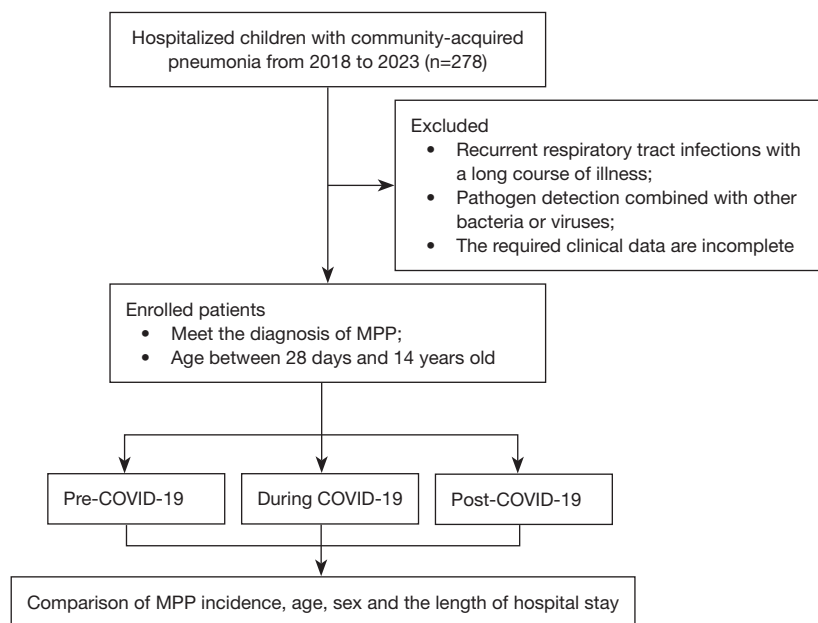 Hospitalized children with community-acquired
pneumonia from 2018 to 2023 (n=278)
Excluded
• Recurrent respiratory tract infections with
a long course of illness;
• Pathogen detection combined with other
bacteria or viruses;
• The required clinical data are incomplete
Enrolled patients
• Meet the diagnosis of MPP;
• Age between 28 days and 14 years old
Pre-COVID-19
During COVID-19
Post-COVID-19
Comparison of MPP incidence, age, sex and the length of hospital stay